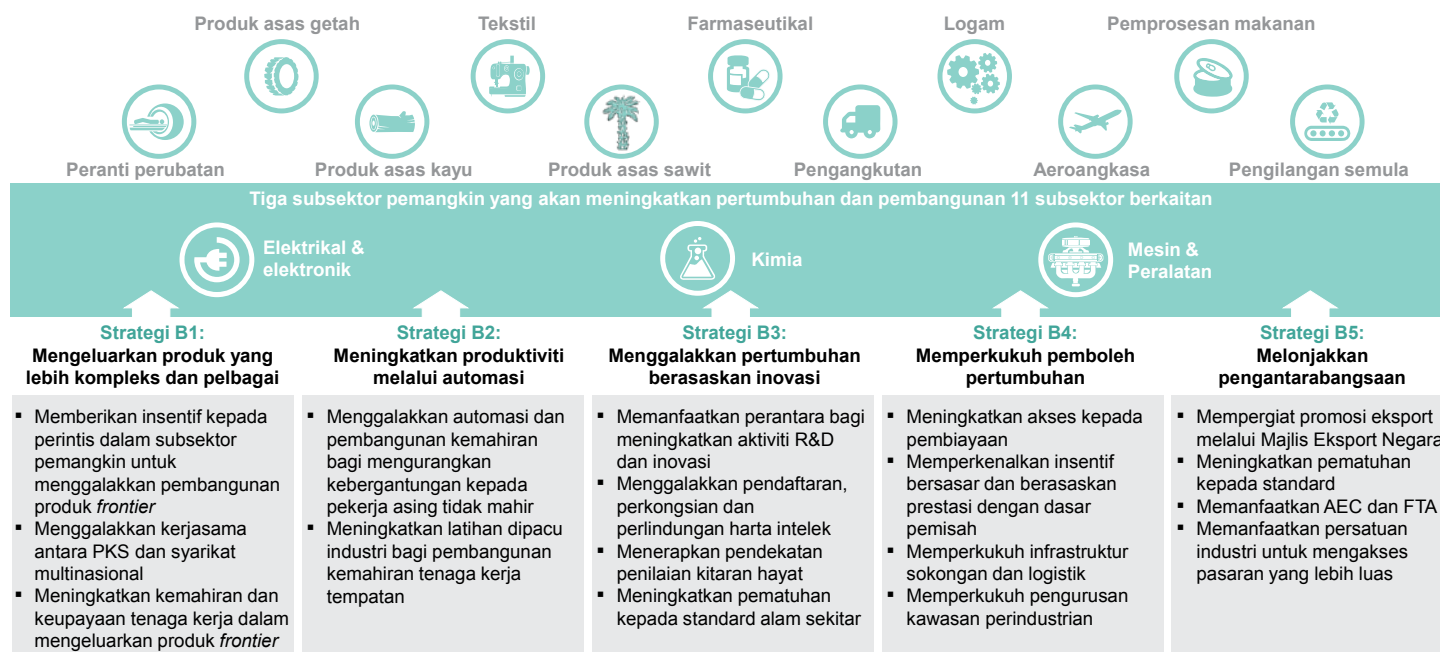 Produk asas getah
Tekstil
Farmaseutikal
Logam
Pemprosesan makanan
Peranti perubatan
Produk asas kayu
Produk asas sawit
Pengangkutan
Aeroangkasa
Pengilangan semula
Tiga subsektor pemangkin yang akan meningkatkan pertumbuhan dan pembangunan 11 subsektor berkaitan
Elektrikal &
elektronik
Kimia
Mesin &
Peralatan
Strategi B1:
Mengeluarkan produk yang
lebih kompleks dan pelbagai
▪ Memberikan insentif kepada
perintis dalam subsektor
pemangkin untuk
menggalakkan pembangunan
produk frontier
▪ Menggalakkan kerjasama
antara PKS dan syarikat
multinasional
▪ Meningkatkan kemahiran dan
keupayaan tenaga kerja dalam
mengeluarkan produk frontier
Strategi B2:
Meningkatkan produktiviti
melalui automasi
▪ Menggalakkan automasi dan
pembangunan kemahiran
bagi mengurangkan
kebergantungan kepada
pekerja asing tidak mahir
▪ Meningkatkan latihan dipacu
industri bagi pembangunan
kemahiran tenaga kerja
tempatan
Strategi B3:
Menggalakkan pertumbuhan
berasaskan inovasi
▪ Memanfaatkan perantara bagi
meningkatkan aktiviti R&D
dan inovasi
▪ Menggalakkan pendaftaran,
perkongsian dan
perlindungan harta intelek
▪ Menerapkan pendekatan
penilaian kitaran hayat
▪ Meningkatkan pematuhan
kepada standard alam sekitar
Strategi B4:
Memperkukuh pemboleh
pertumbuhan
▪ Meningkatkan akses kepada
pembiayaan
▪ Memperkenalkan insentif
bersasar dan berasaskan
prestasi dengan dasar
pemisah
▪ Memperkukuh infrastruktur
sokongan dan logistik
▪ Memperkukuh pengurusan
kawasan perindustrian
Strategi B5:
Melonjakkan
pengantarabangsaan
▪ Mempergiat promosi eksport
melalui Majlis Eksport Negara
▪ Meningkatkan pematuhan
kepada standard
▪ Memanfaatkan AEC dan FTA
▪ Memanfaatkan persatuan
industri untuk mengakses
pasaran yang lebih luas